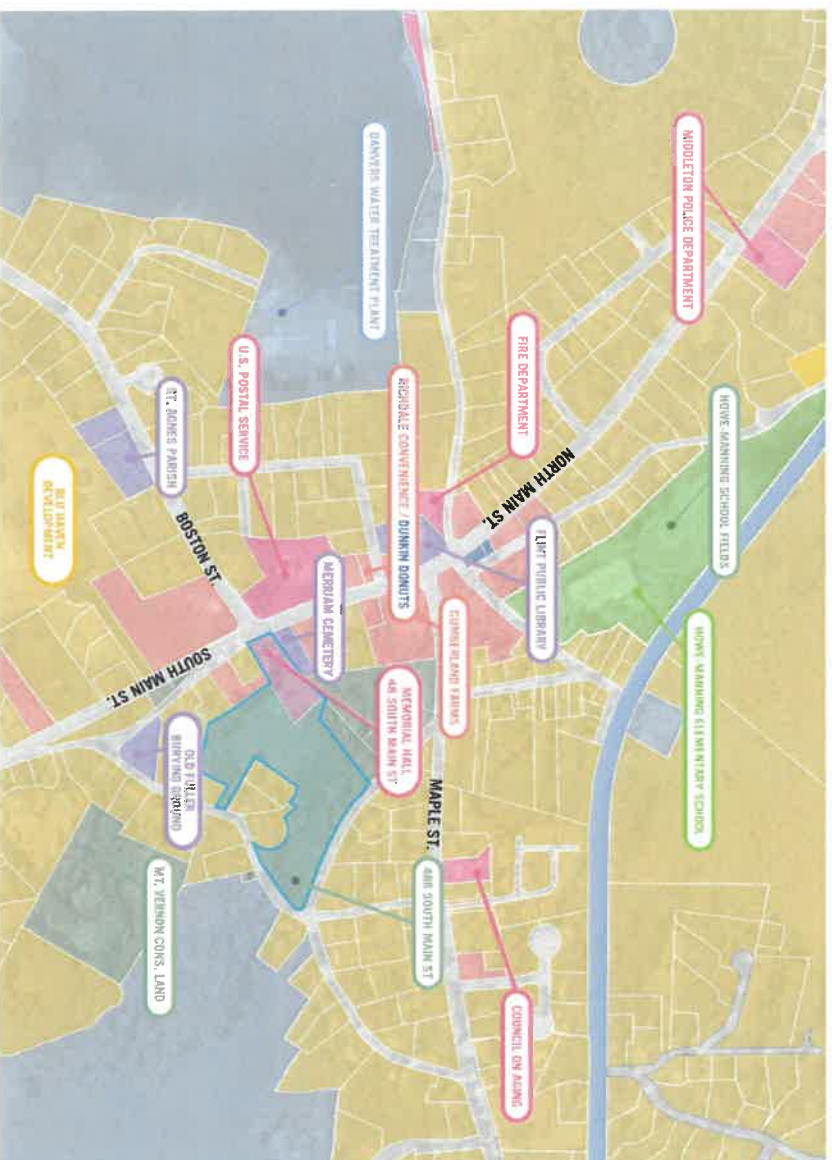 MIDDLETON POLICE DEPARTMENT
HOWE-MANNING SCHOOL FIELDS
HOWE-MANNING ELEMENTARY SCHOOL
FIRE DEPARTMENT
NORTH MAIN ST.
FLINT PUBLIC LIBRARY
COUNCIL ON AGING
CUMBERLAND FARMS
MAPLE ST.
48R SOUTH MAIN ST
RICHDALE CONVENIENCE / DUNKIN DONUTS
MEMORIAL HALL
48 SOUTH MAIN ST
DANVERS WATER TREATMENT PLANT
MERRIAM CEMETERY
U.S. POSTAL SERVICE
BOSTON ST.
ST. AGNES PARISH
SOUTH MAIN ST.
OLD FULLER
BURYING GROUND
MT. VERNON CONS. LAND
BLU HAVEN
DEVELOPMENT